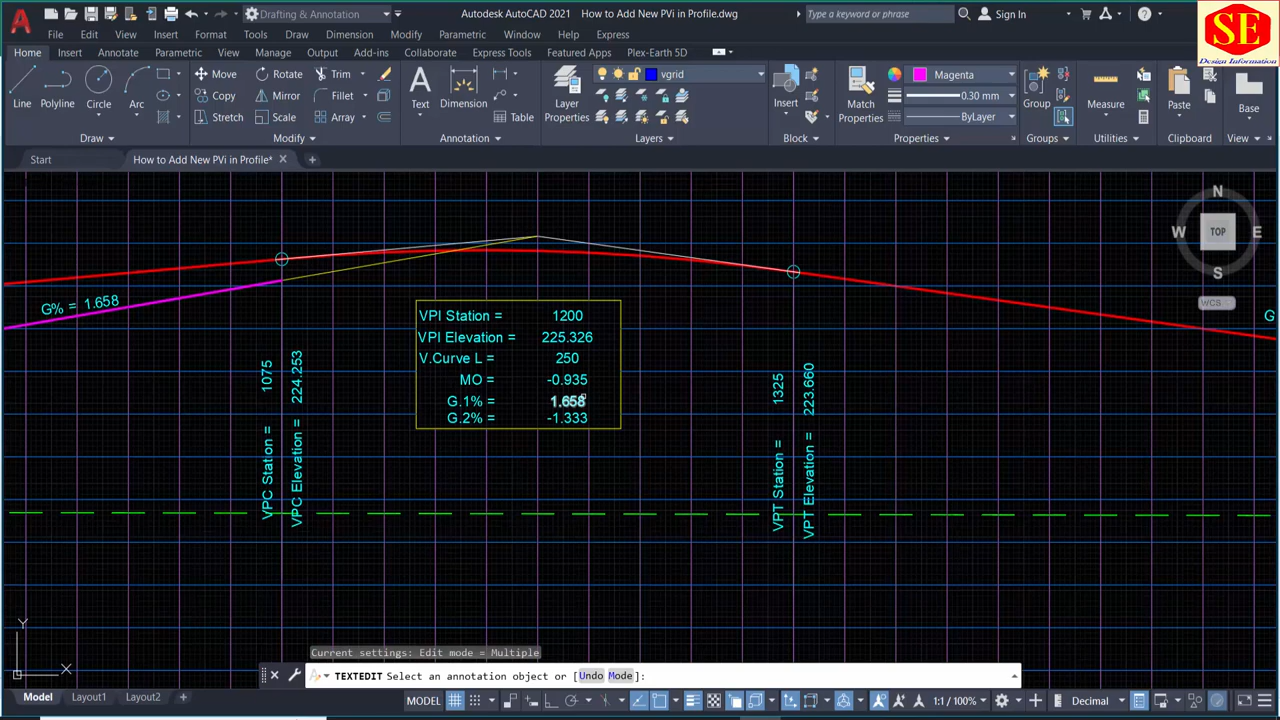 Drafting & Annotation
Autodesk AutoCAD 2021 How to Add New PVi in Profile.dwg
Type a keyword or phrase
Sign In
SE
Design Information
File Edit View Insert Format Tools Draw Dimension Modify Parametric Window Help Express
Home Insert Annotate Parametric View Manage Output Add-ins Collaborate Express Tools Featured Apps Plex-Earth 5D
Line Polyline Circle Arc
Move Rotate Trim
Copy Mirror Fillet
Stretch Scale Array
Text Dimension
Table
Layer Properties
vgrid
Insert
Match Properties
Magenta
0.30 mm
ByLayer
Group
Measure
Paste
Base
Draw Modify Annotation Layers Block Properties Groups Utilities Clipboard View
Start How to Add New PVi in Profile*
N
W TOP E
S
WCS
G% = 1.658
G
VPI Station = 1200
VPI Elevation = 225.326
V.Curve L = 250
MO = -0.935
G.1% = 1.658
G.2% = -1.333
VPC Station = 1075
VPC Elevation = 224.253
VPT Station = 1325
VPT Elevation = 223.660
Y
X
Current settings: Edit mode = Multiple
TEXTEDIT Select an annotation object or [Undo Mode]:
Model Layout1 Layout2
MODEL
1:1 / 100%
Decimal